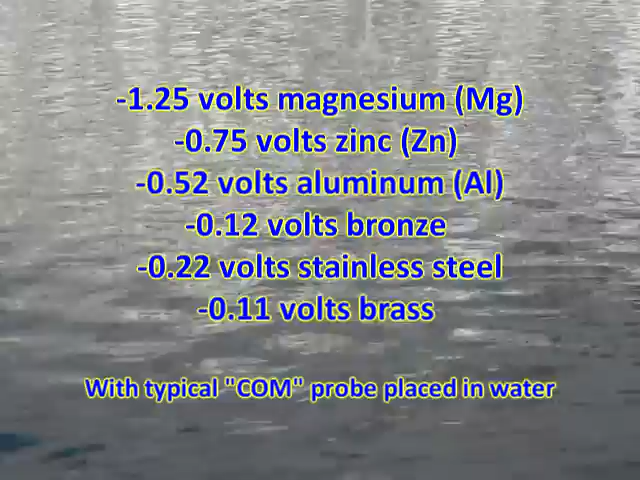 -1.25 volts magnesium (Mg)
-0.75 volts zinc (Zn)
-0.52 volts aluminum (Al)
-0.12 volts bronze
-0.22 volts stainless steel
-0.11 volts brass
With typical "COM" probe placed in water